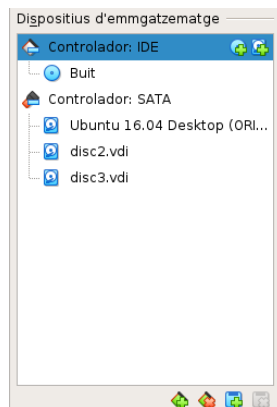 Dispositius d'emmgatzematge
Controlador: IDE
Buit
Controlador: SATA
Ubuntu 16.04 Desktop (ORI...
disc2.vdi
disc3.vdi